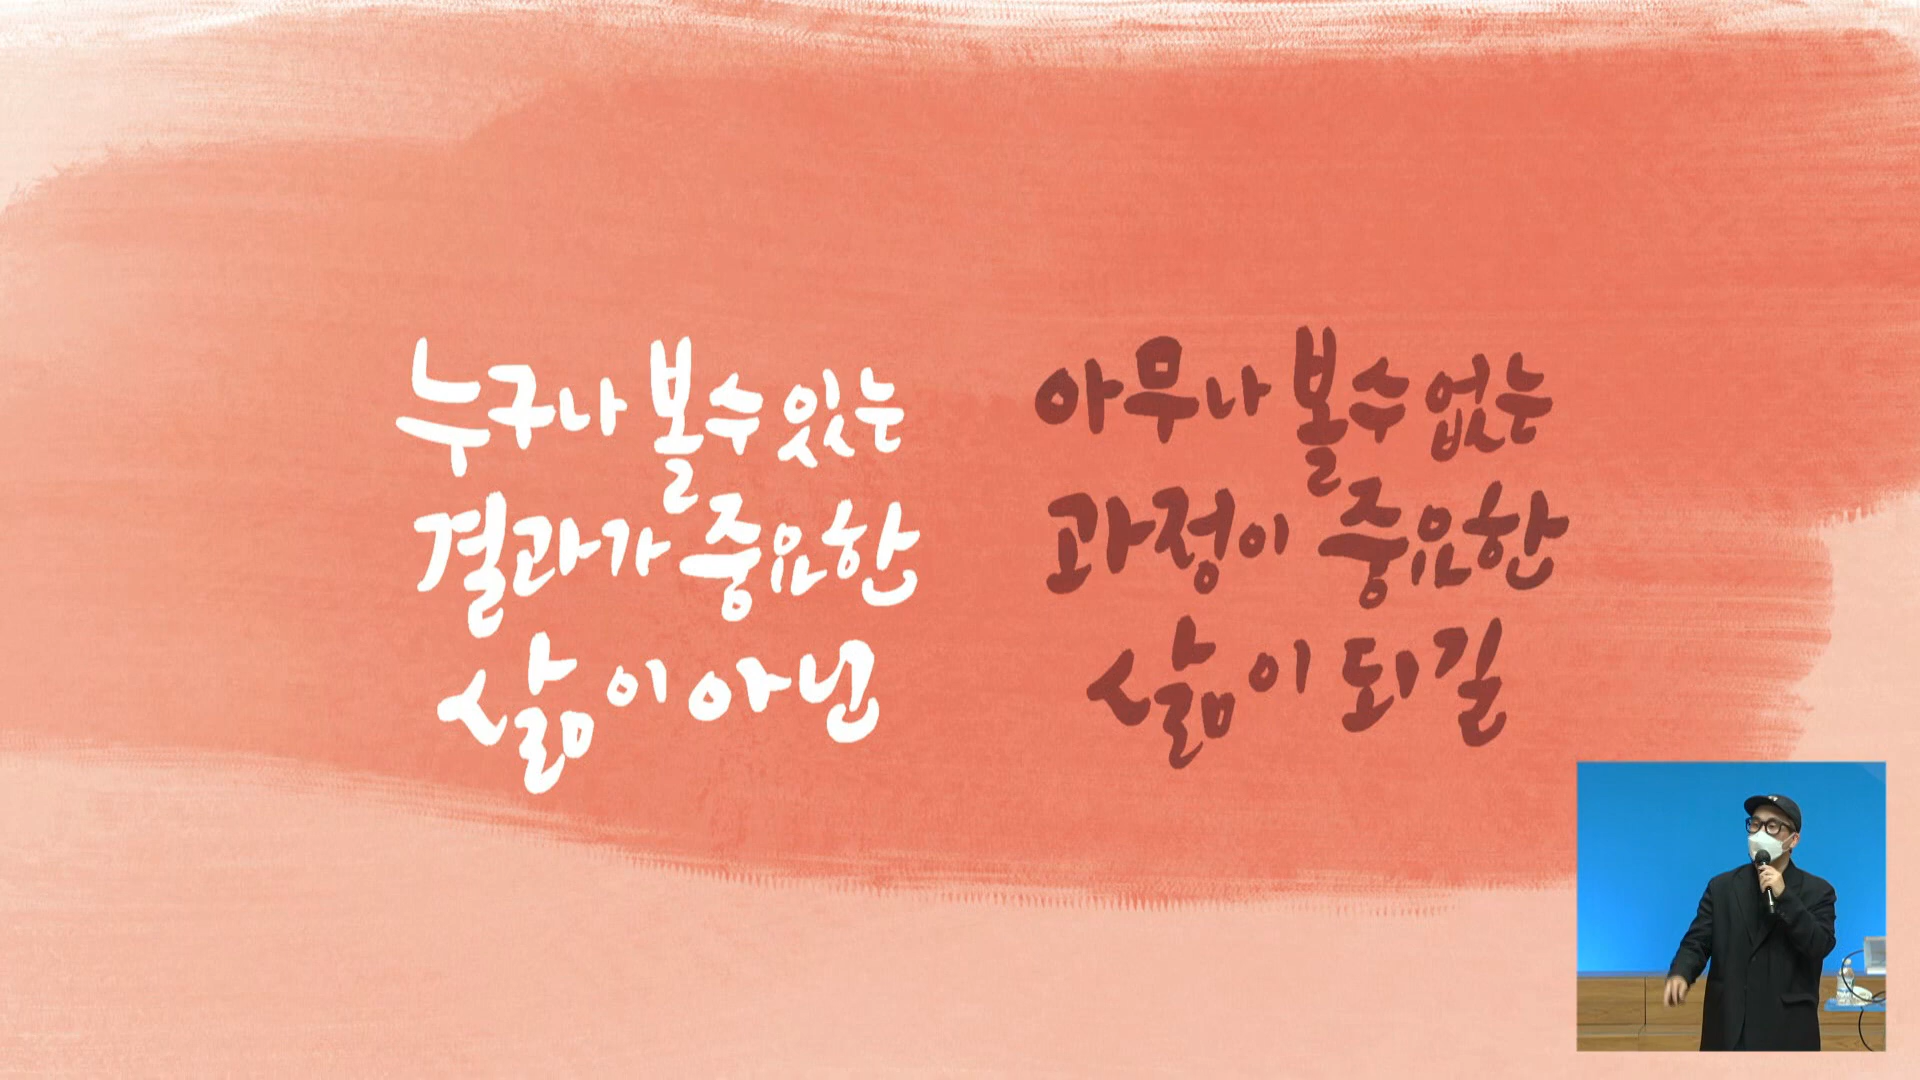 누구나 볼 수 있는
결과가 중요한
삶이 아닌
아무나 볼 수 없는
과정이 중요한
삶이 되길